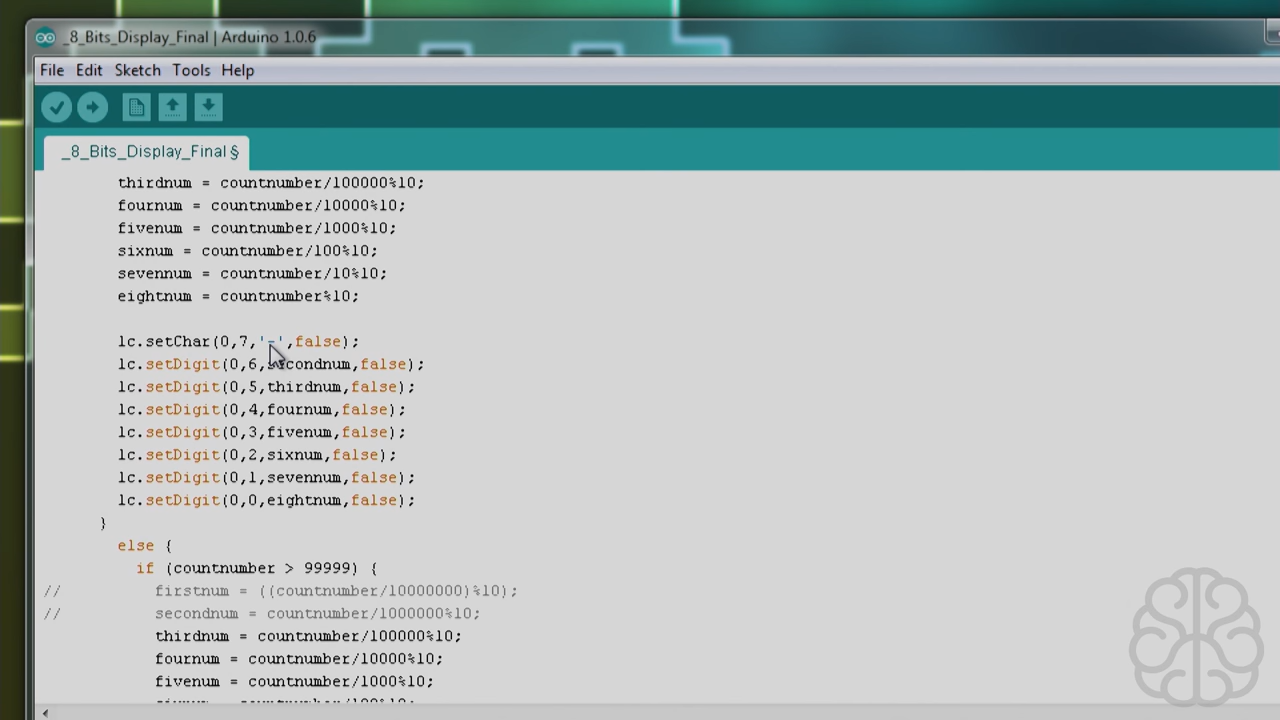 _8_Bits_Display_Final | Arduino 1.0.6
File Edit Sketch Tools Help
_8_Bits_Display_Final §
thirdnum = countnumber/100000%10;
fournum = countnumber/10000%10;
fivenum = countnumber/1000%10;
sixnum = countnumber/100%10;
sevennum = countnumber/10%10;
eightnum = countnumber%10;
lc.setChar(0,7,'-',false);
lc.setDigit(0,6,secondnum,false);
lc.setDigit(0,5,thirdnum,false);
lc.setDigit(0,4,fournum,false);
lc.setDigit(0,3,fivenum,false);
lc.setDigit(0,2,sixnum,false);
lc.setDigit(0,1,sevennum,false);
lc.setDigit(0,0,eightnum,false);
}
else {
if (countnumber > 99999) {
// firstnum = ((countnumber/10000000)%10);
// secondnum = countnumber/1000000%10;
thirdnum = countnumber/100000%10;
fournum = countnumber/10000%10;
fivenum = countnumber/1000%10;